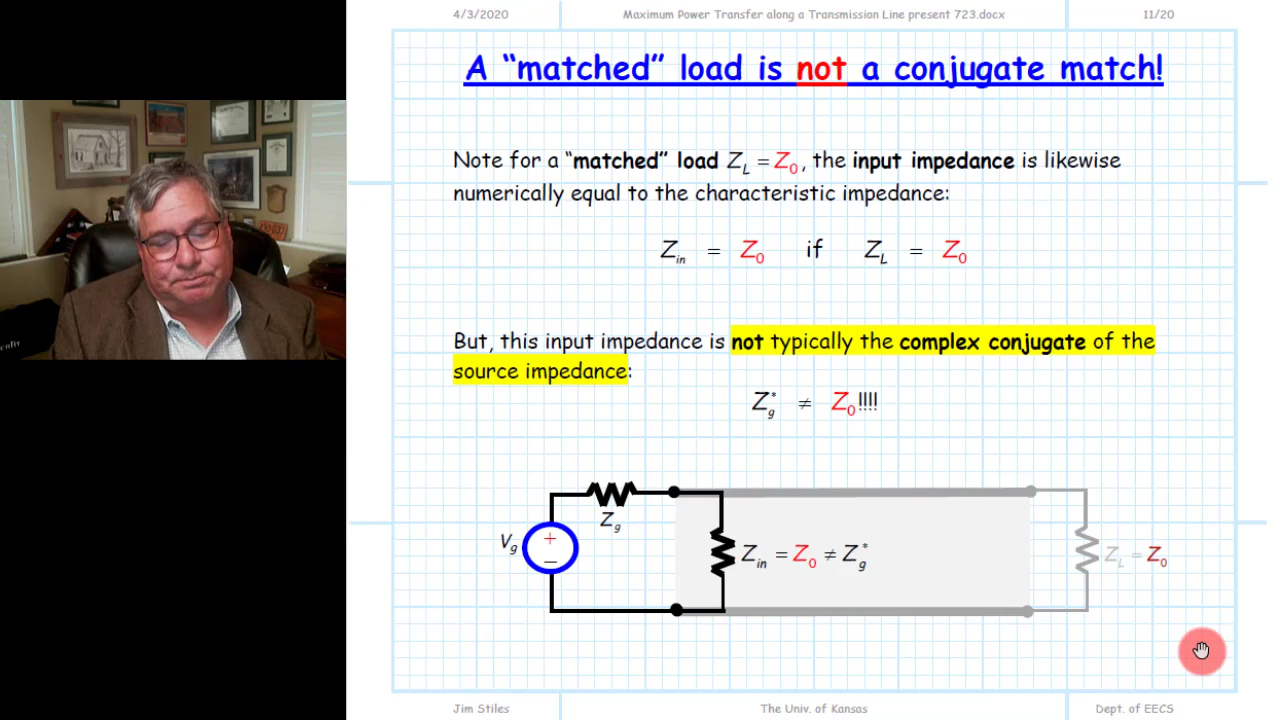 4/3/2020 Maximum Power Transfer along a Transmission Line present 723.docx 11/20
A “matched” load is not a conjugate match!
Note for a “matched” load Z_L = Z_0, the input impedance is likewise
numerically equal to the characteristic impedance:
Z_in = Z_0 if Z_L = Z_0
But, this input impedance is not typically the complex conjugate of the
source impedance:
Z_g^* ≠ Z_0!!!!
Z_g
V_g + −
Z_in = Z_0 ≠ Z_g^*
Z_L = Z_0
Jim Stiles The Univ. of Kansas Dept. of EECS